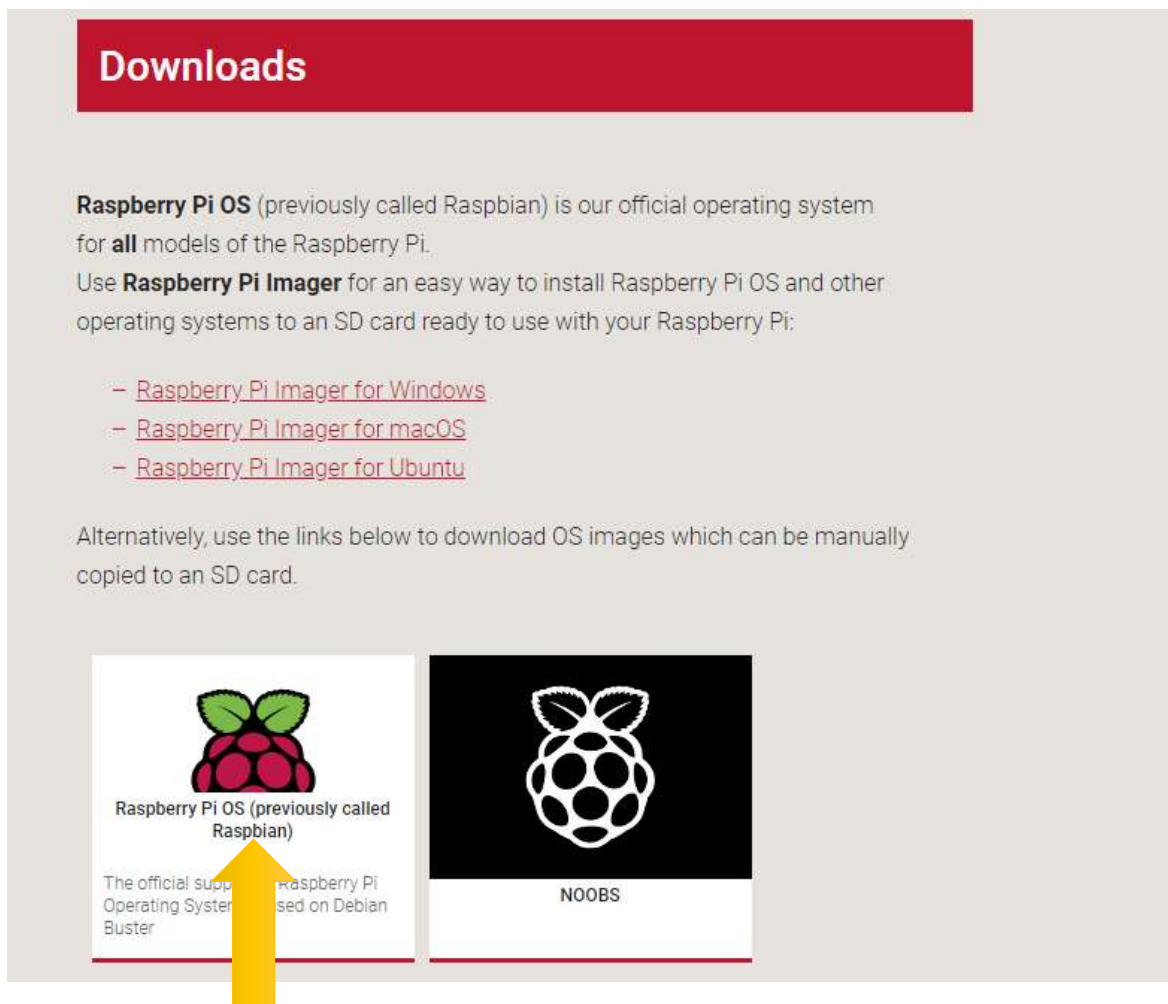 Downloads
Raspberry Pi OS (previously called Raspbian) is our official operating system
for all models of the Raspberry Pi.
Use Raspberry Pi Imager for an easy way to install Raspberry Pi OS and other
operating systems to an SD card ready to use with your Raspberry Pi:
– Raspberry Pi Imager for Windows
– Raspberry Pi Imager for macOS
– Raspberry Pi Imager for Ubuntu
Alternatively, use the links below to download OS images which can be manually
copied to an SD card.
Raspberry Pi OS (previously called
Raspbian)
The official Raspberry Pi
Operating on Debian
Buster
NOOBS